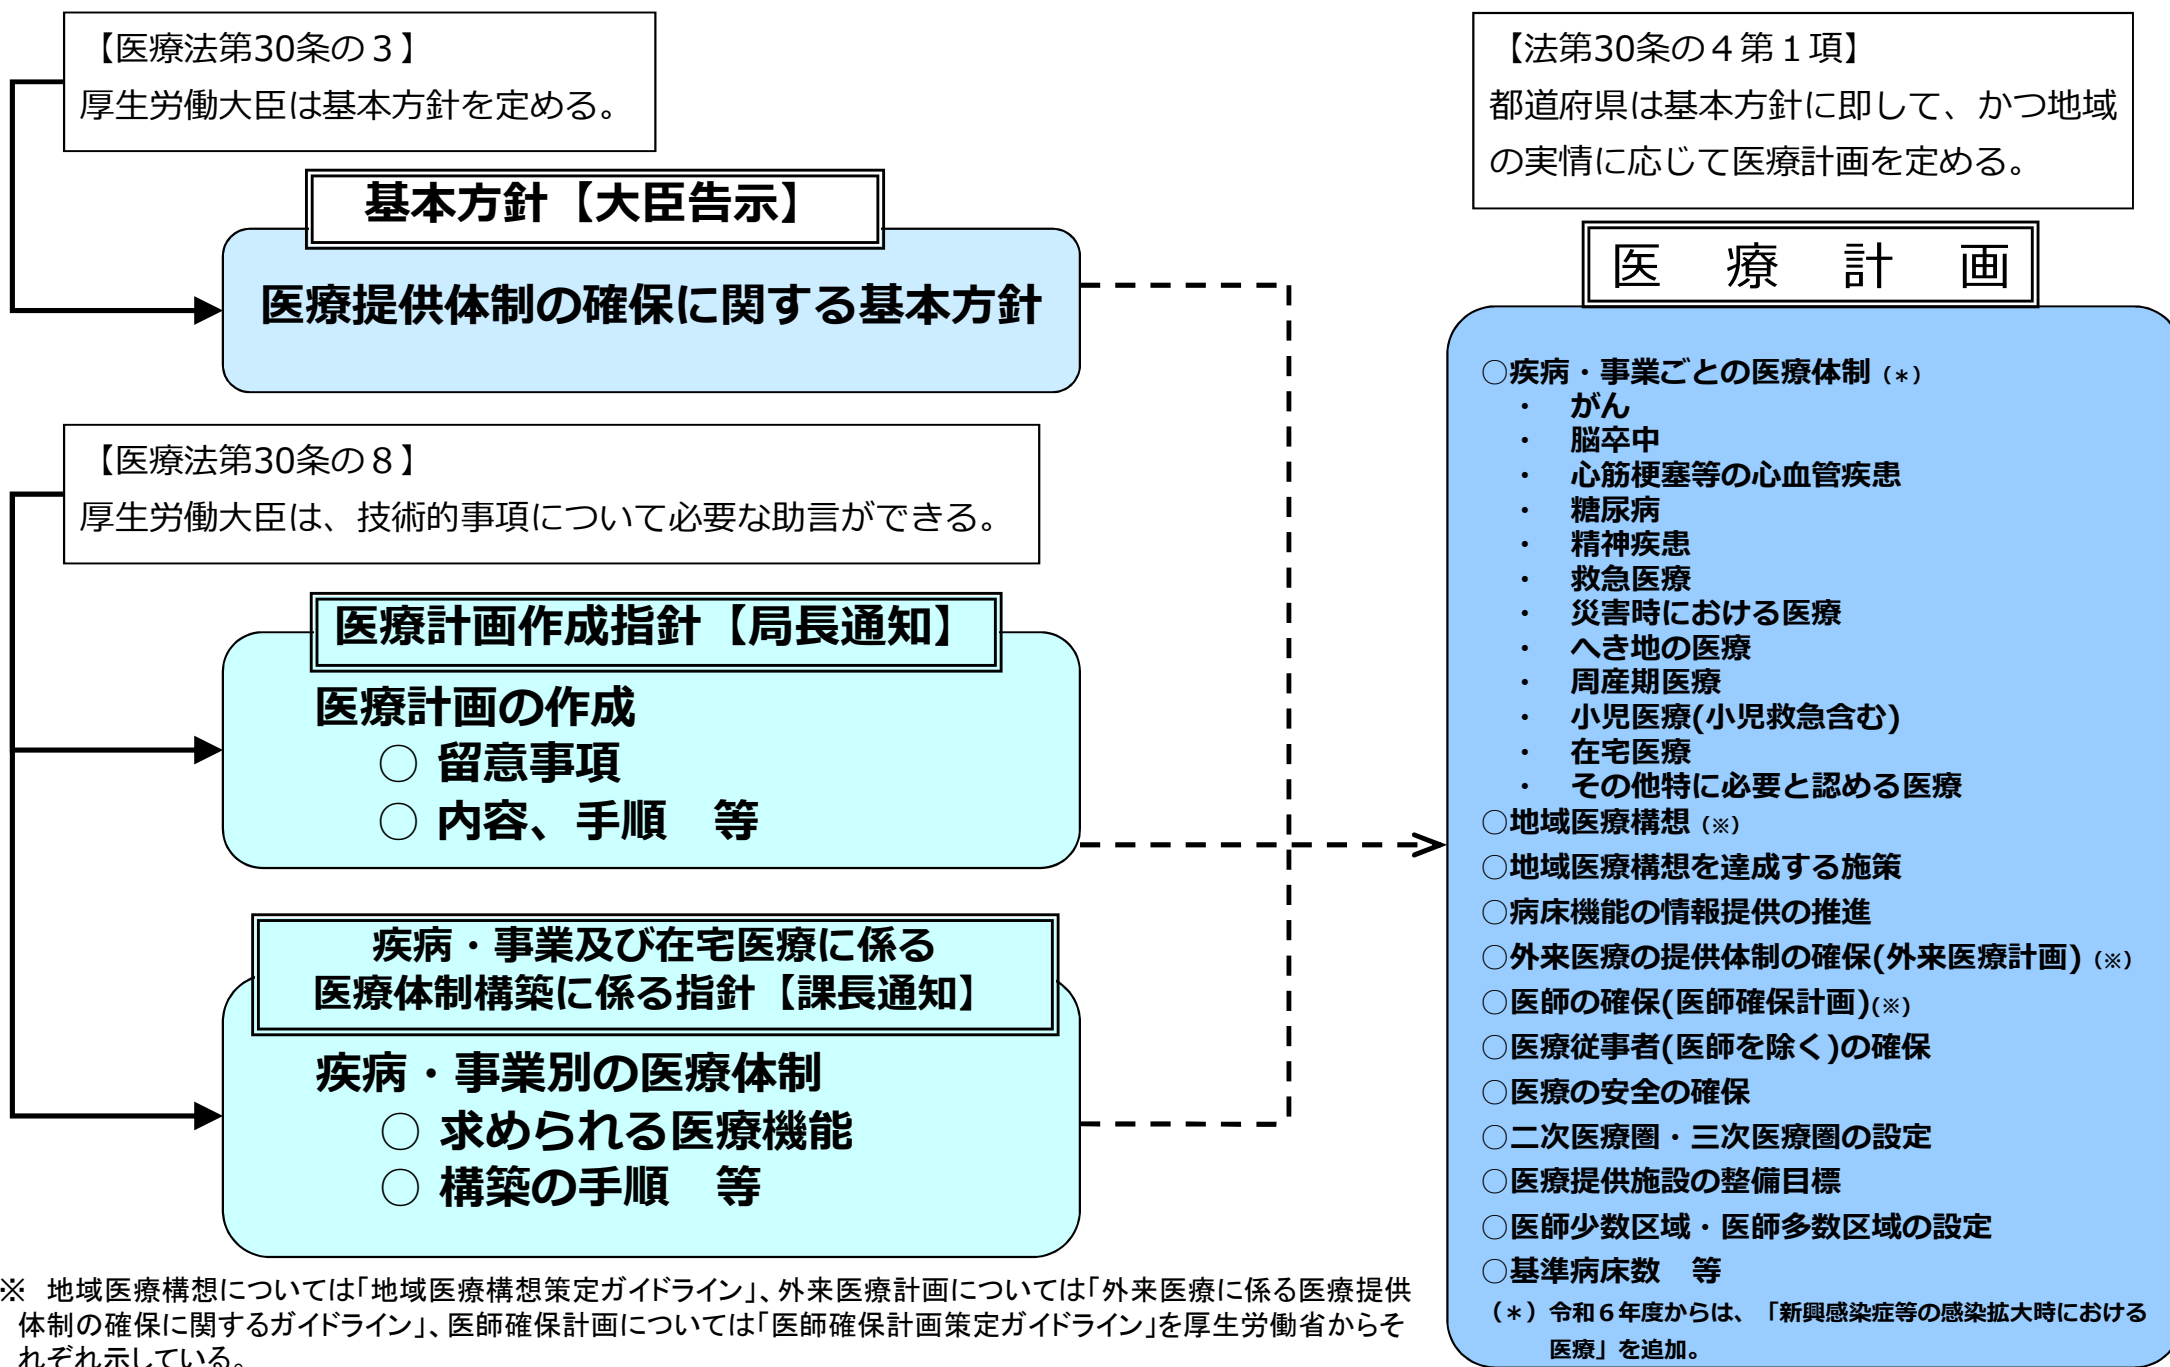 【医療法第30条の３】
厚生労働大臣は基本方針を定める。
基本方針【大臣告示】
医療提供体制の確保に関する基本方針
【医療法第30条の８】
厚生労働大臣は、技術的事項について必要な助言ができる。
医療計画作成指針【局長通知】
医療計画の作成
○ 留意事項
○ 内容、手順　等
疾病・事業及び在宅医療に係る
医療体制構築に係る指針【課長通知】
疾病・事業別の医療体制
○ 求められる医療機能
○ 構築の手順　等
※　地域医療構想については「地域医療構想策定ガイドライン」、外来医療計画については「外来医療に係る医療提供
体制の確保に関するガイドライン」、医師確保計画については「医師確保計画策定ガイドライン」を厚生労働省からそ
れぞれ示している。
【法第30条の４第１項】
都道府県は基本方針に即して、かつ地域
の実情に応じて医療計画を定める。
医　療　計　画
○疾病・事業ごとの医療体制（＊）
・　がん
・　脳卒中
・　心筋梗塞等の心血管疾患
・　糖尿病
・　精神疾患
・　救急医療
・　災害時における医療
・　へき地の医療
・　周産期医療
・　小児医療(小児救急含む)
・　在宅医療
・　その他特に必要と認める医療
○地域医療構想（※）
○地域医療構想を達成する施策
○病床機能の情報提供の推進
○外来医療の提供体制の確保(外来医療計画)（※）
○医師の確保(医師確保計画)(※)
○医療従事者(医師を除く)の確保
○医療の安全の確保
○二次医療圏・三次医療圏の設定
○医療提供施設の整備目標
○医師少数区域・医師多数区域の設定
○基準病床数　等
（＊）令和６年度からは、「新興感染症等の感染拡大時における
医療」を追加。